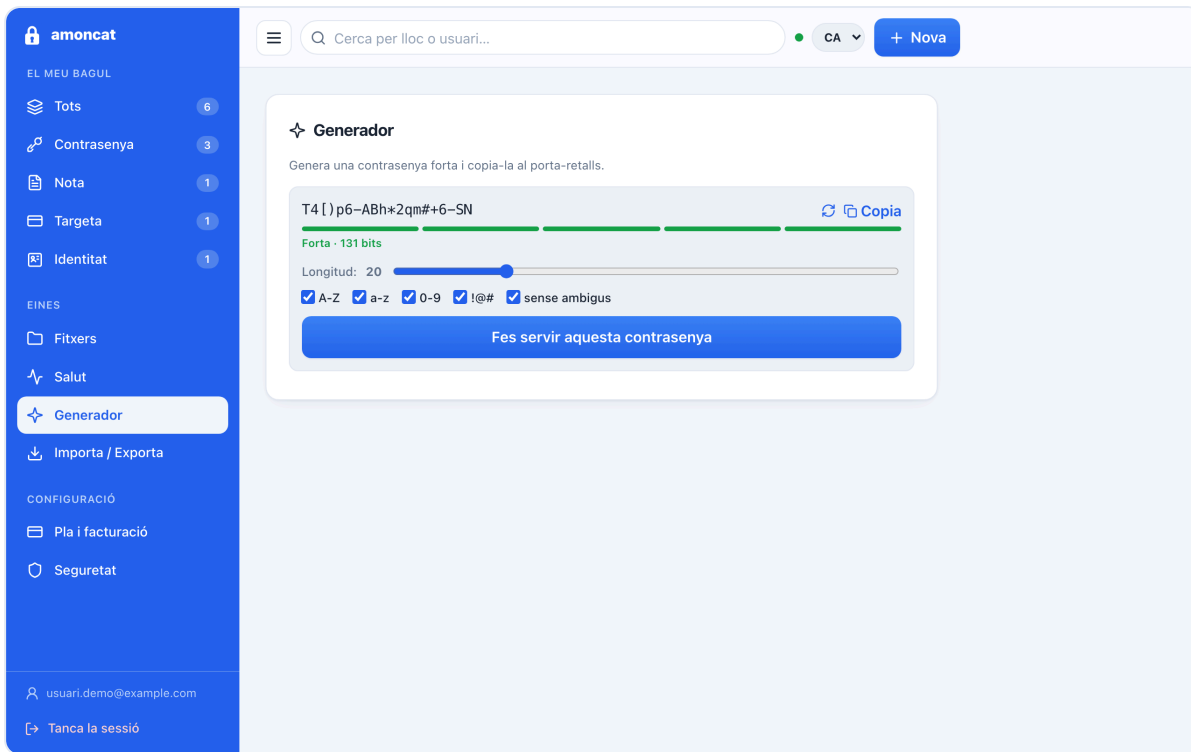 amoncat
EL MEU BAGUL
Tots 6
Contrasenya 3
Nota 1
Targeta 1
Identitat 1
EINES
Fitxers
Salut
Generador
Importa / Exporta
CONFIGURACIÓ
Pla i facturació
Seguretat
usuari.demo@example.com
Tanca la sessió
Cerca per lloc o usuari...
CA
+ Nova
Generador
Genera una contrasenya forta i copia-la al porta-retalls.
T4[)p6-ABh*2qm#+6-SN
Copia
Forta · 131 bits
Longitud: 20
A-Z a-z 0-9 !@# sense ambigus
Fes servir aquesta contrasenya